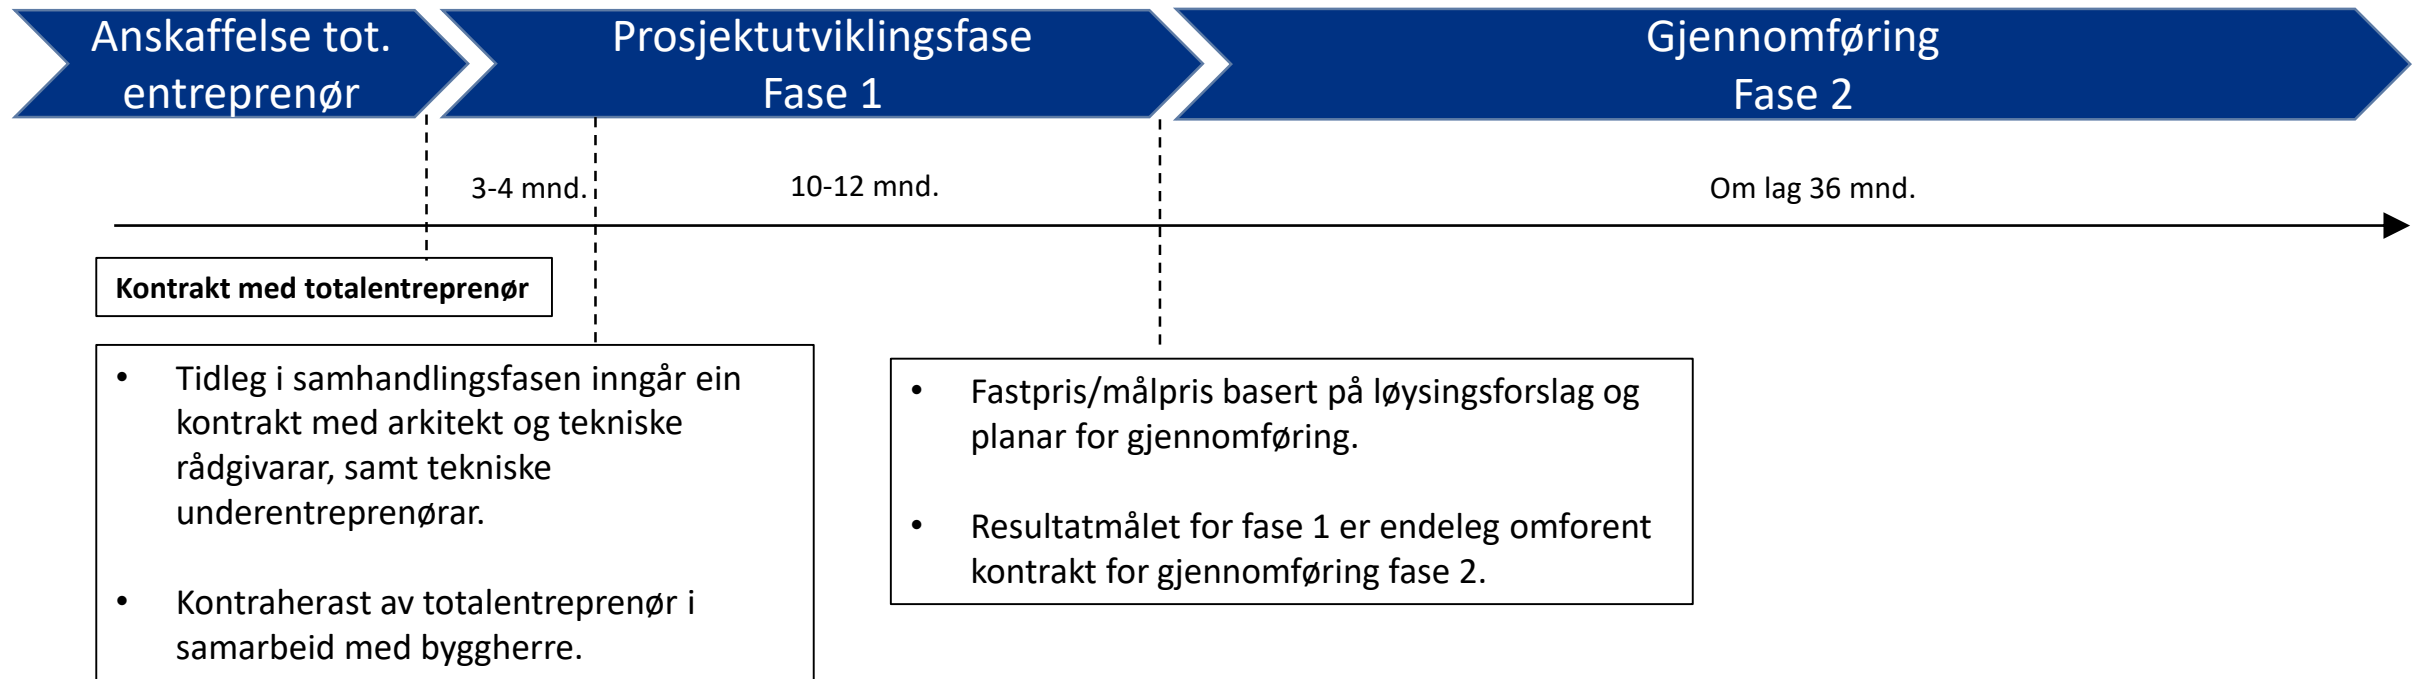 Anskaffelse tot.
entreprenør
Prosjektutviklingsfase
Fase 1
Gjennomføring
Fase 2
3-4 mnd.
10-12 mnd.
Om lag 36 mnd.
Kontrakt med totalentreprenør
• Tidleg i samhandlingsfasen inngår ein
kontrakt med arkitekt og tekniske
rådgivarar, samt tekniske
underentreprenørar.
• Kontraherast av totalentreprenør i
samarbeid med byggherre.
• Fastpris/målpris basert på løysingsforslag og
planar for gjennomføring.
• Resultatmålet for fase 1 er endeleg omforent
kontrakt for gjennomføring fase 2.